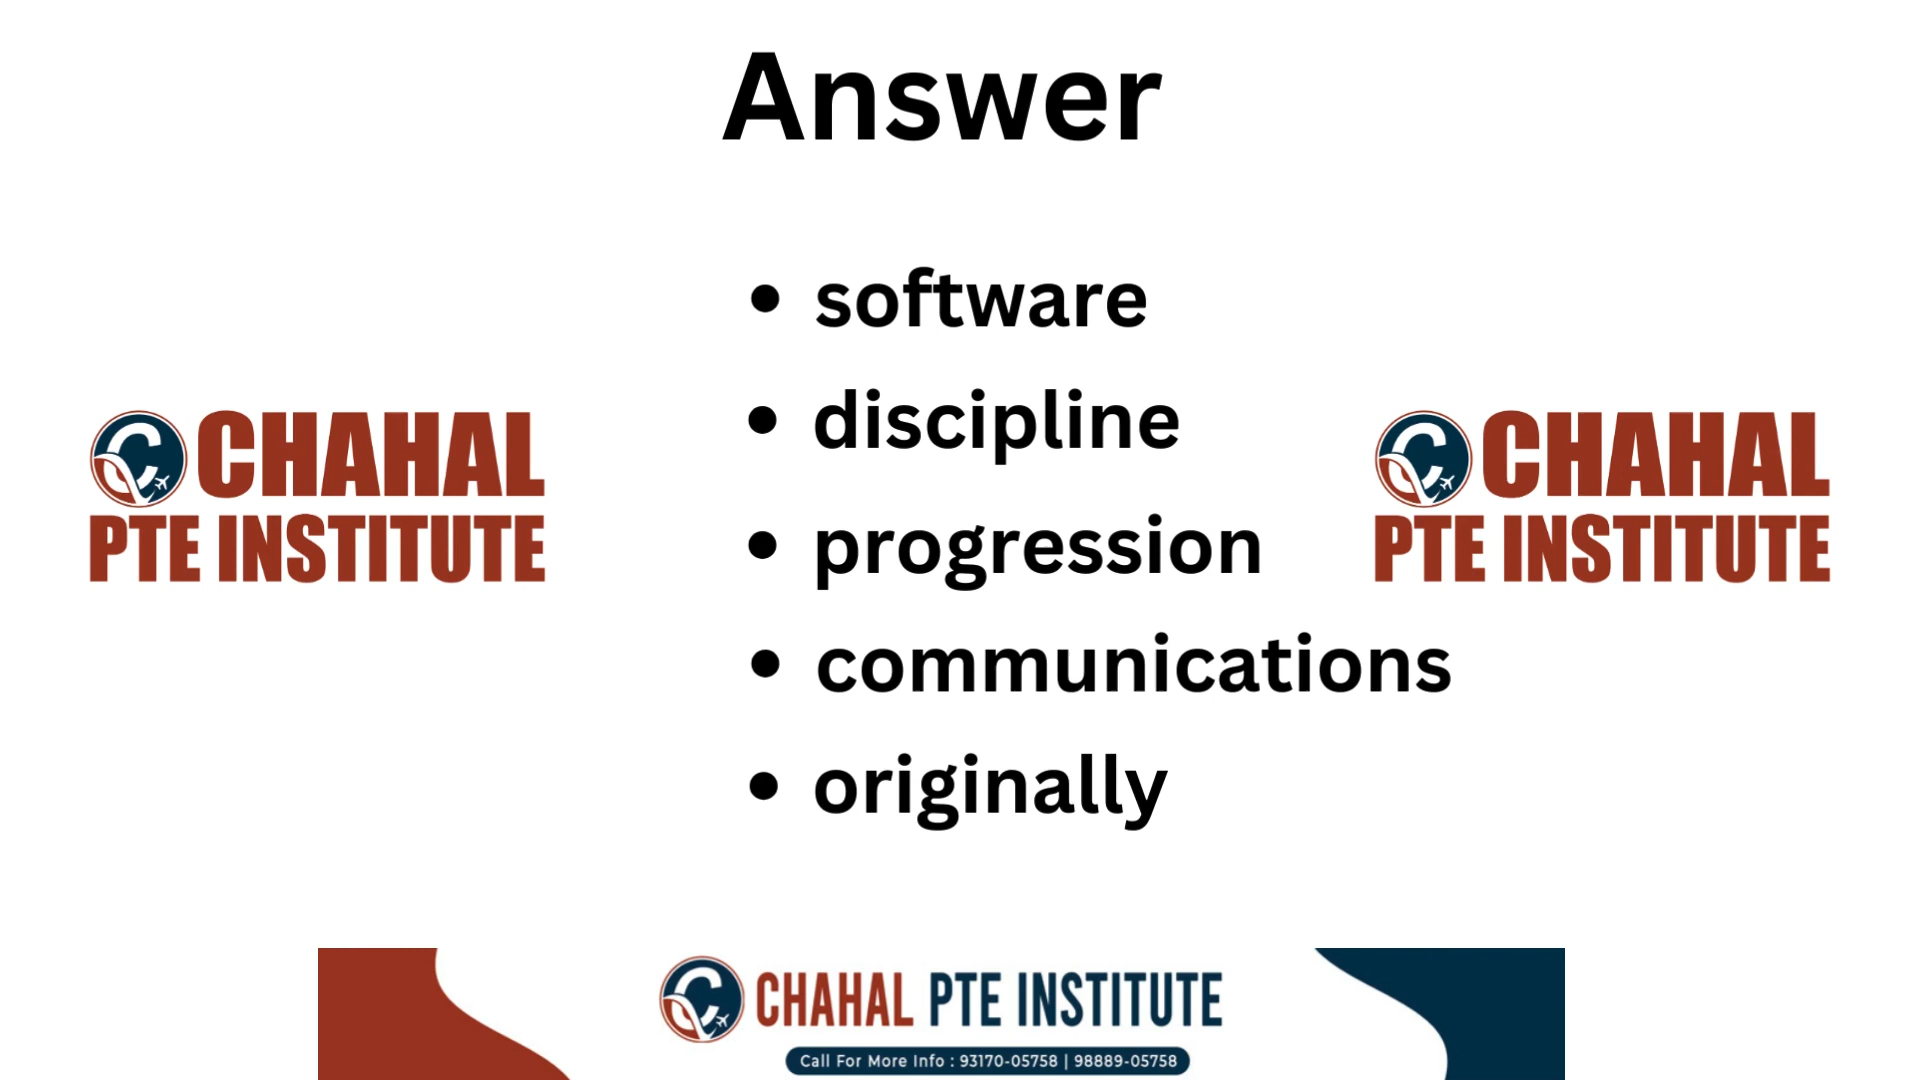 Answer
• software
• discipline
• progression
• communications
• originally
CHAHAL
PTE INSTITUTE
CHAHAL
PTE INSTITUTE
CHAHAL PTE INSTITUTE
Call For More Info : 93170-05758 | 98889-05758